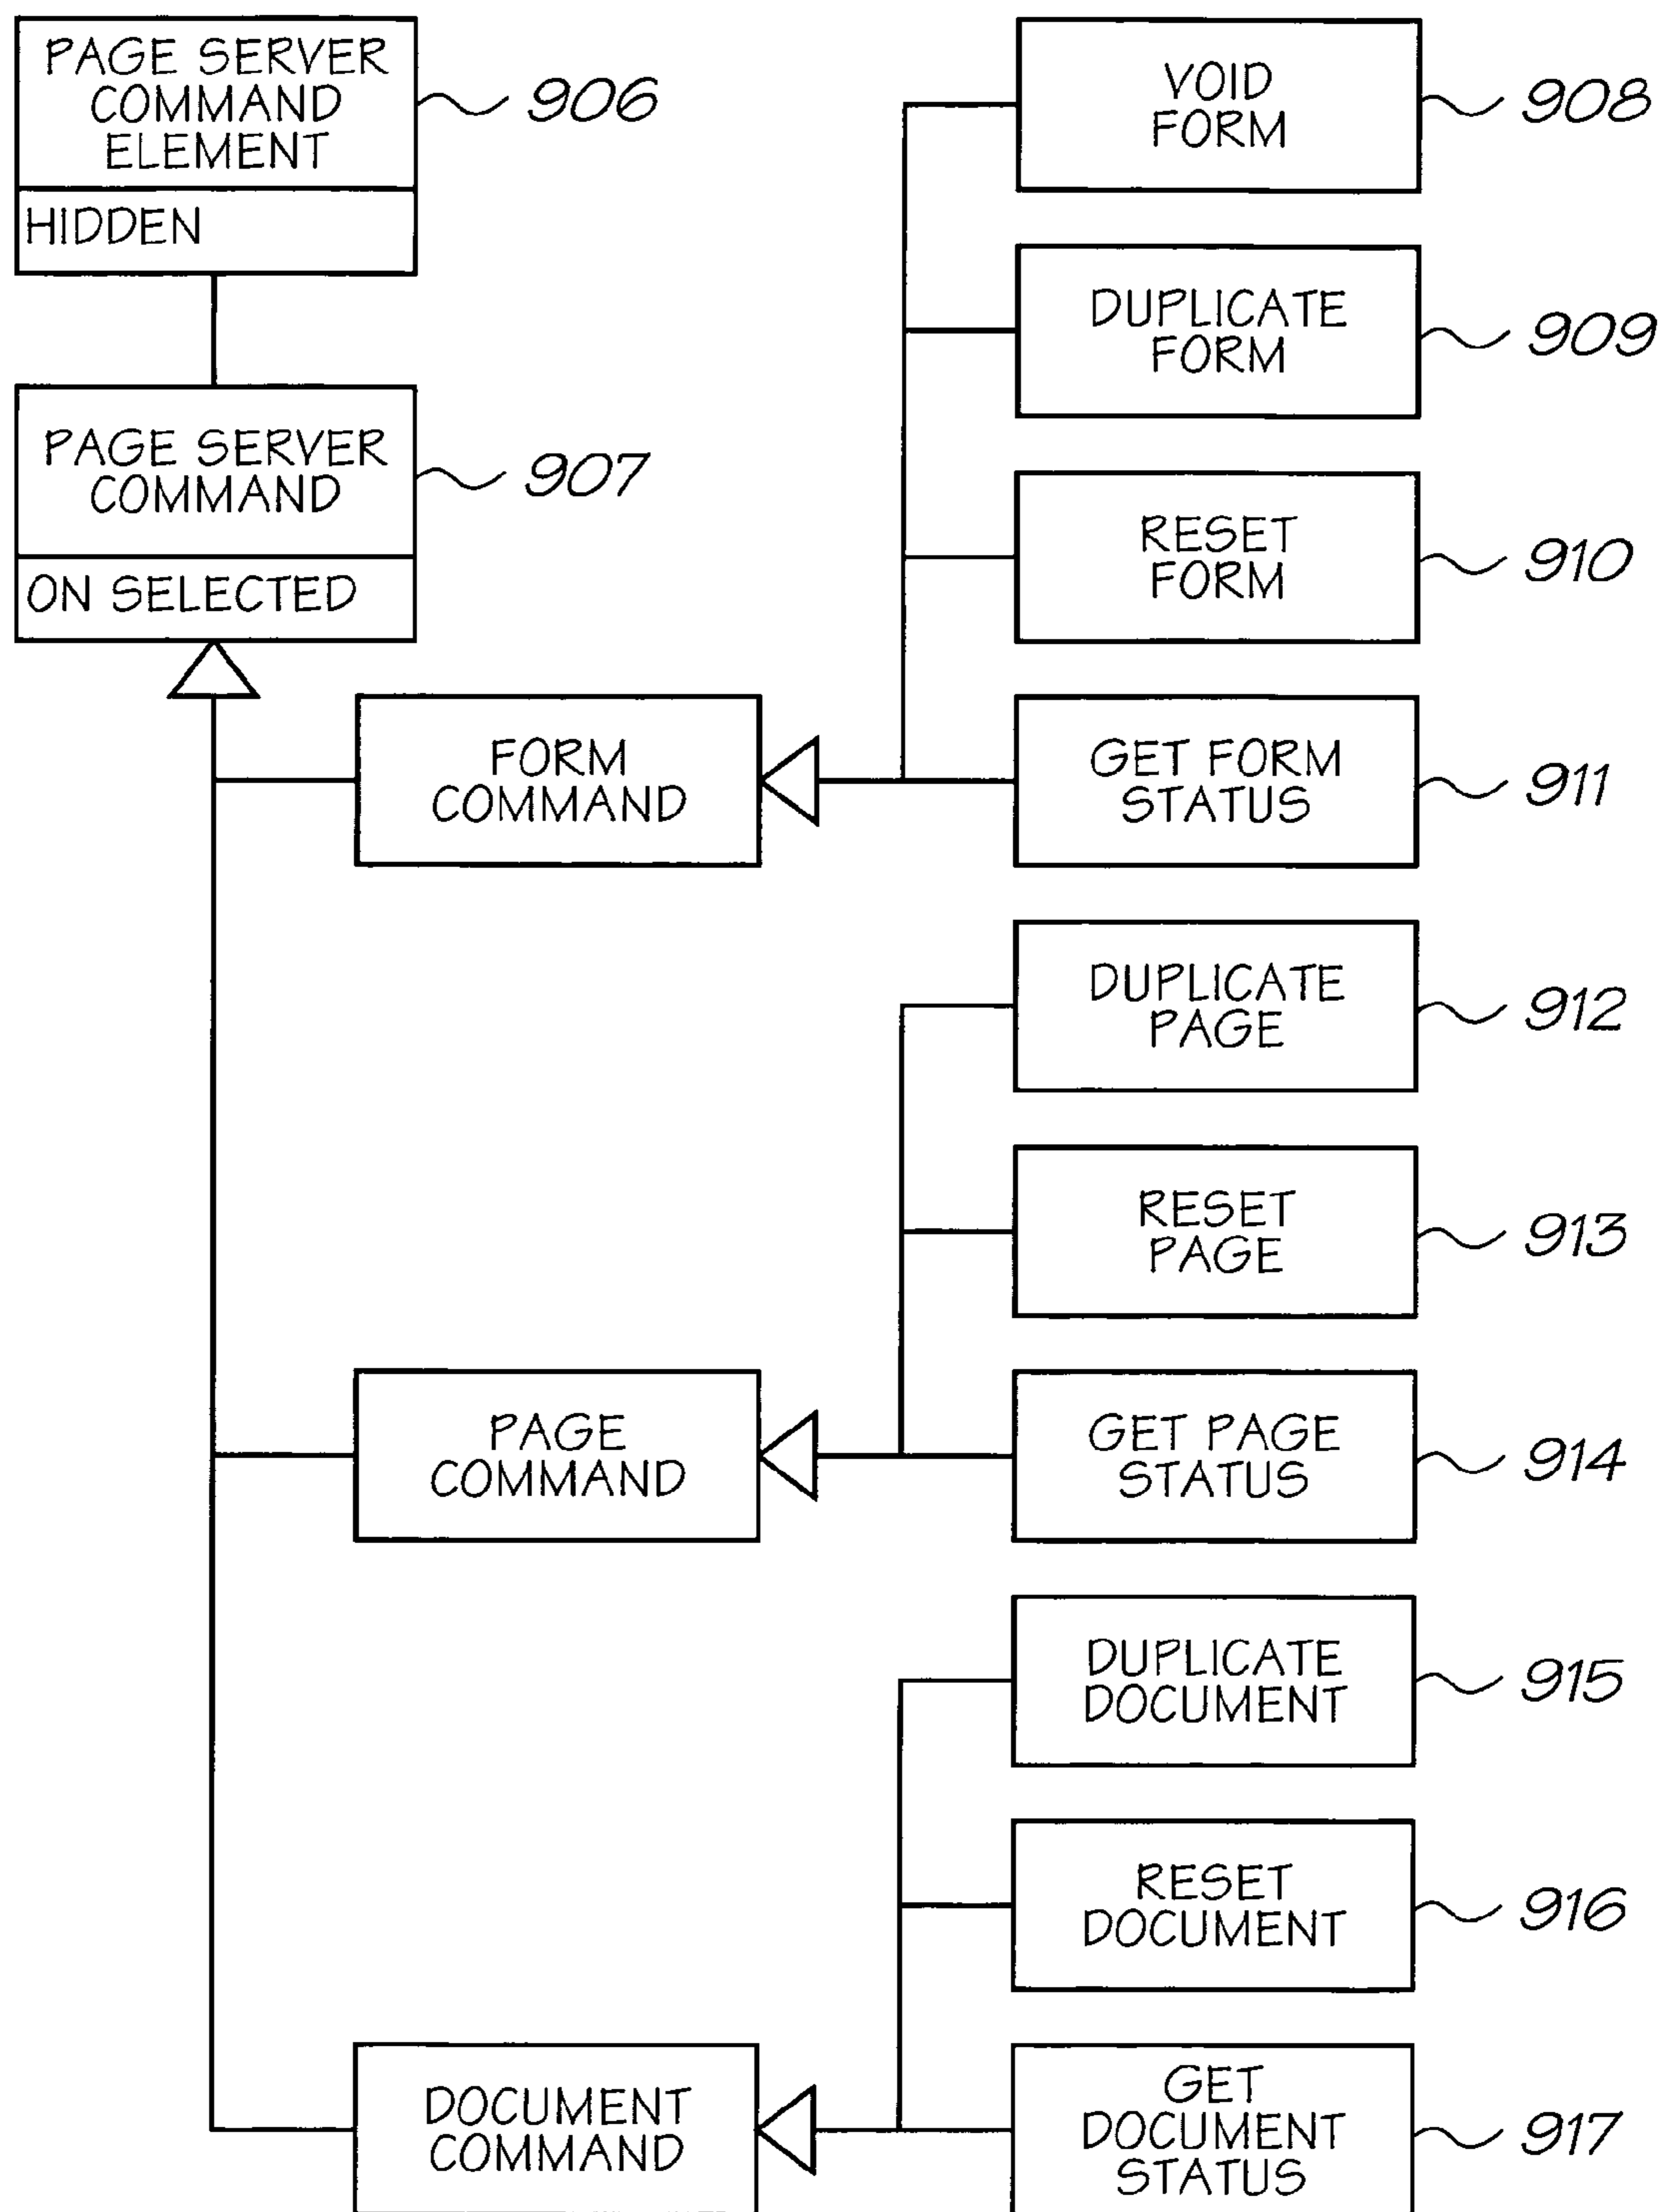 PAGE SERVER
COMMAND
ELEMENT
906
HIDDEN
PAGE SERVER
COMMAND
907
ON SELECTED
VOID
FORM
908
DUPLICATE
FORM
909
RESET
FORM
910
FORM
COMMAND
GET FORM
STATUS
911
DUPLICATE
PAGE
912
RESET
PAGE
913
PAGE
COMMAND
GET PAGE
STATUS
914
DUPLICATE
DOCUMENT
915
RESET
DOCUMENT
916
DOCUMENT
COMMAND
GET
DOCUMENT
STATUS
917